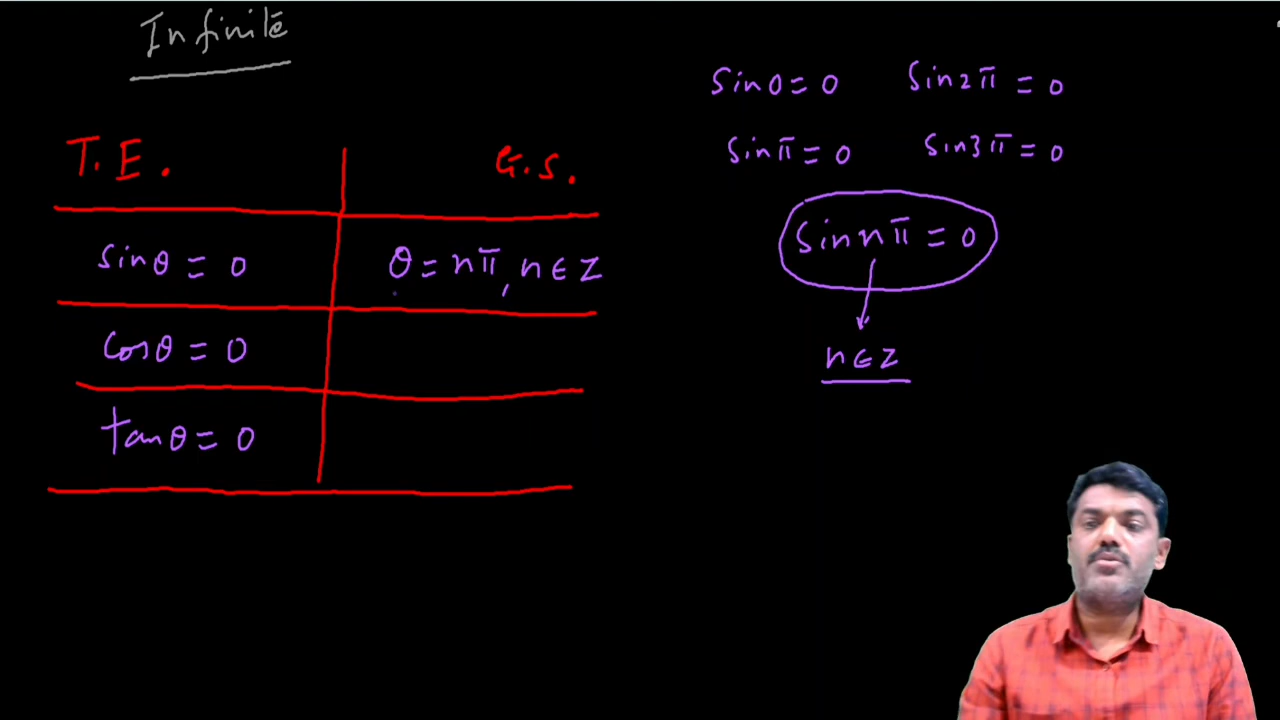 Infinite
T.E. G.S.
sinθ = 0 θ = nπ, n ∈ Z
cosθ = 0
tanθ = 0
sin0 = 0 sin2π = 0
sinπ = 0 sin3π = 0
sin nπ = 0
n ∈ Z